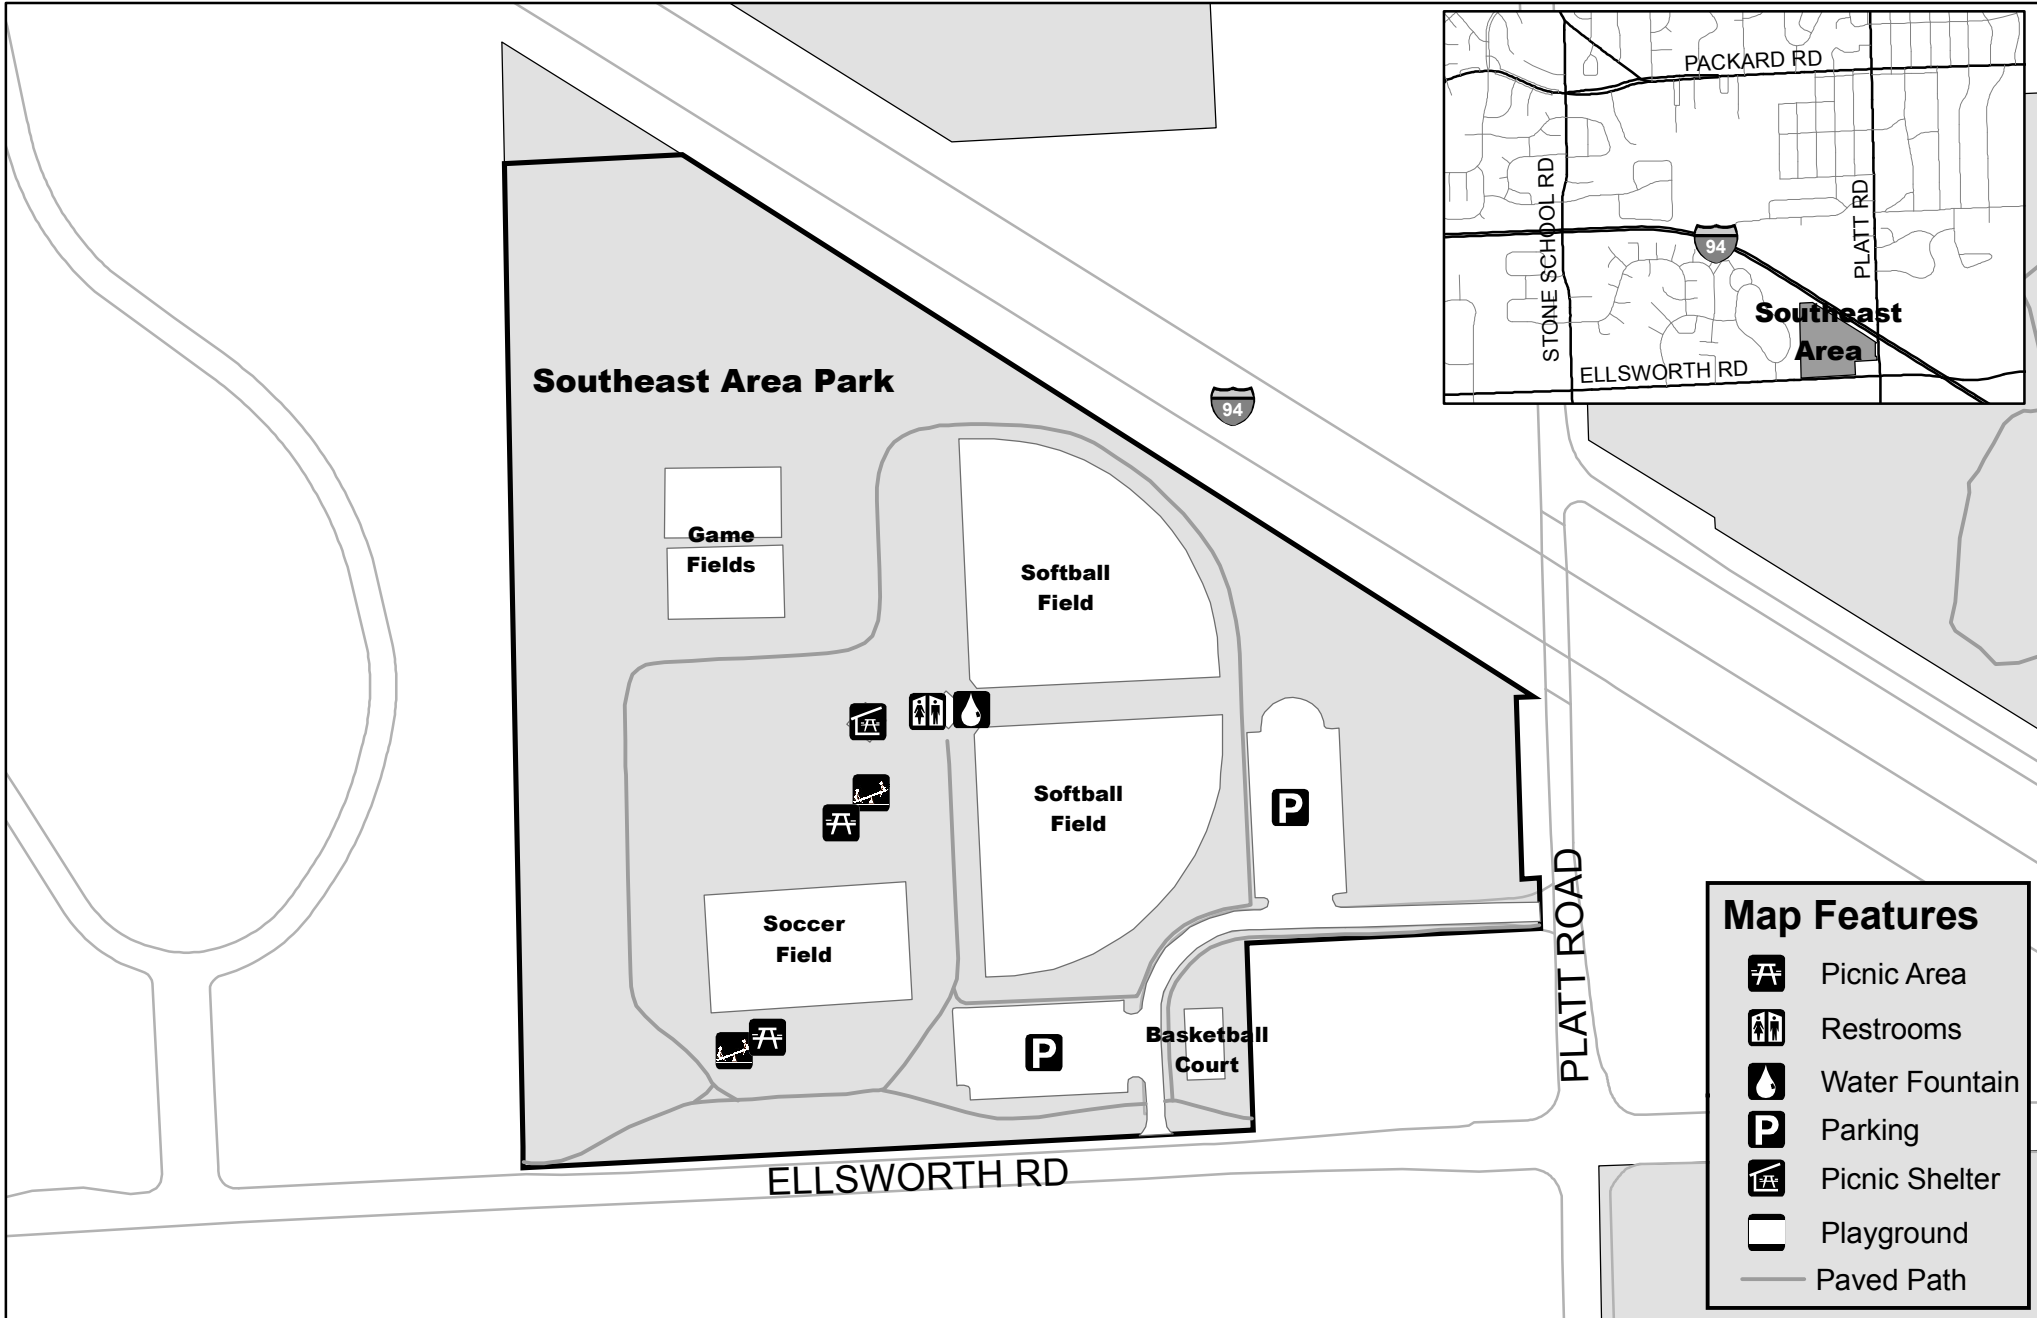 PACKARD RD
STONE SCHOOL RD
PLATT RD
94
Southeast
Area
ELLSWORTH RD
Southeast Area Park
94
Game
Fields
Softball
Field
Softball
Field
P
Soccer
Field
P
Basketball
Court
PLATT ROAD
ELLSWORTH RD
Map Features
Picnic Area
Restrooms
Water Fountain
P Parking
Picnic Shelter
Playground
Paved Path